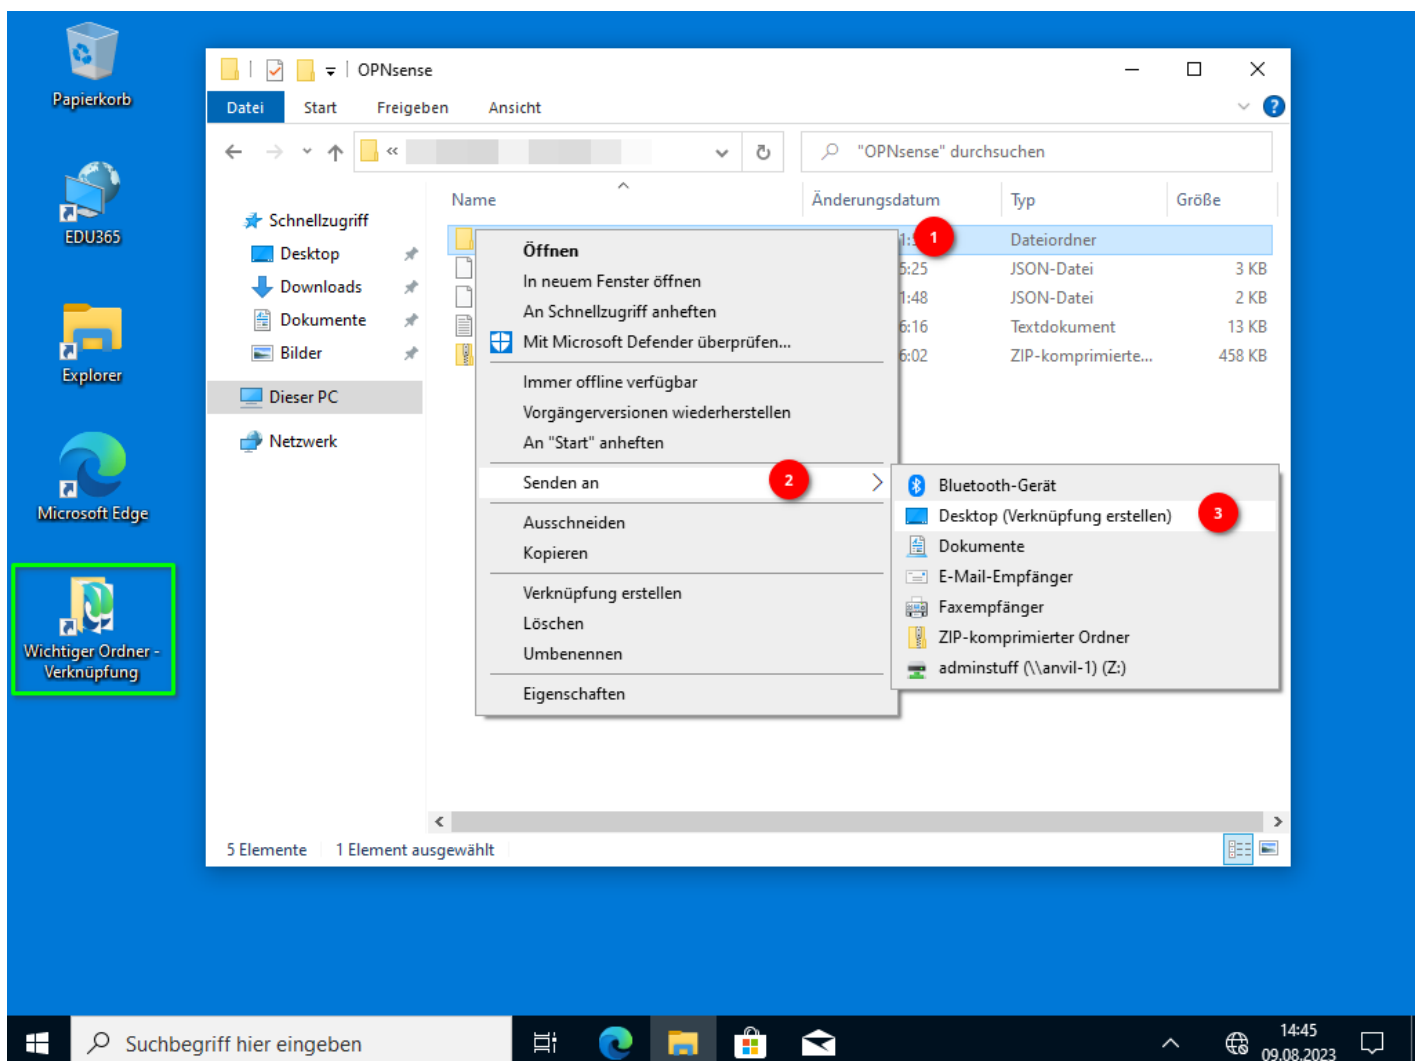 Papierkorb
EDU365
Explorer
Microsoft Edge
Wichtiger Ordner -
Verknüpfung
OPNsense
Datei Start Freigeben Ansicht
"OPNsense" durchsuchen
Schnellzugriff
Desktop
Downloads
Dokumente
Bilder
Dieser PC
Netzwerk
Name Änderungsdatum Typ Größe
1 Dateiordner
5:25 JSON-Datei 3 KB
1:48 JSON-Datei 2 KB
6:16 Textdokument 13 KB
6:02 ZIP-komprimierte... 458 KB
Öffnen
In neuem Fenster öffnen
An Schnellzugriff anheften
Mit Microsoft Defender überprüfen...
Immer offline verfügbar
Vorgängerversionen wiederherstellen
An "Start" anheften
Senden an 2
Ausschneiden
Kopieren
Verknüpfung erstellen
Löschen
Umbenennen
Eigenschaften
Bluetooth-Gerät
Desktop (Verknüpfung erstellen) 3
Dokumente
E-Mail-Empfänger
Faxempfänger
ZIP-komprimierter Ordner
adminstuff (\\anvil-1) (Z:)
5 Elemente 1 Element ausgewählt
Suchbegriff hier eingeben
14:45
09.08.2023